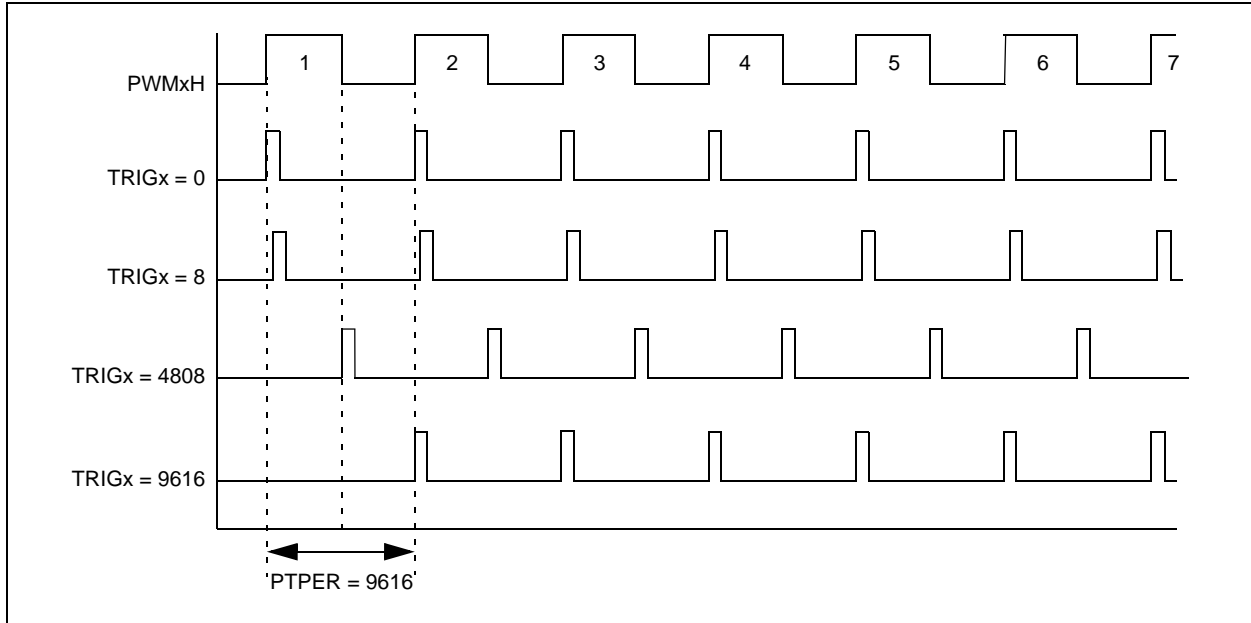 1 2 3 4 5 6 7
PWMxH
TRIGx = 0
TRIGx = 8
TRIGx = 4808
TRIGx = 9616
PTPER = 9616